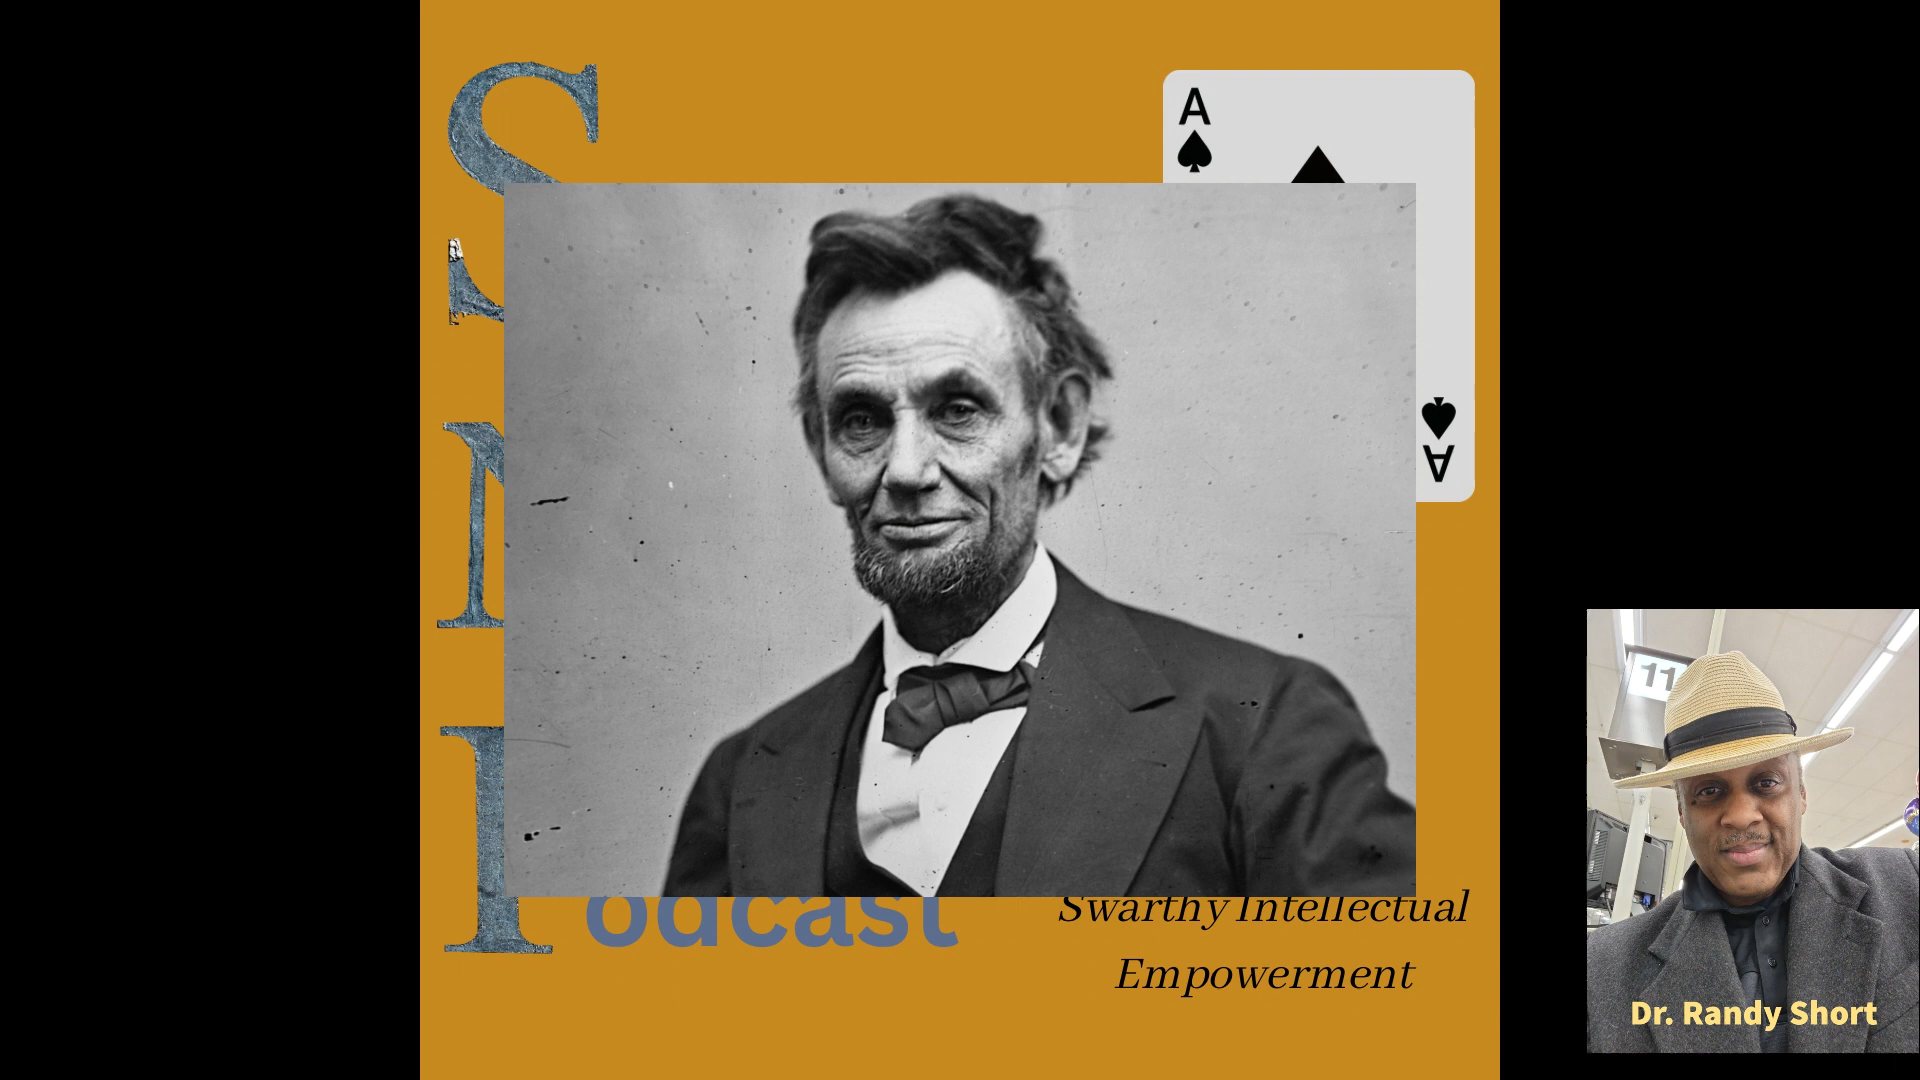 S
A
N
A
I
odcast
Swarthy Intellectual
Empowerment
11
Dr. Randy Short